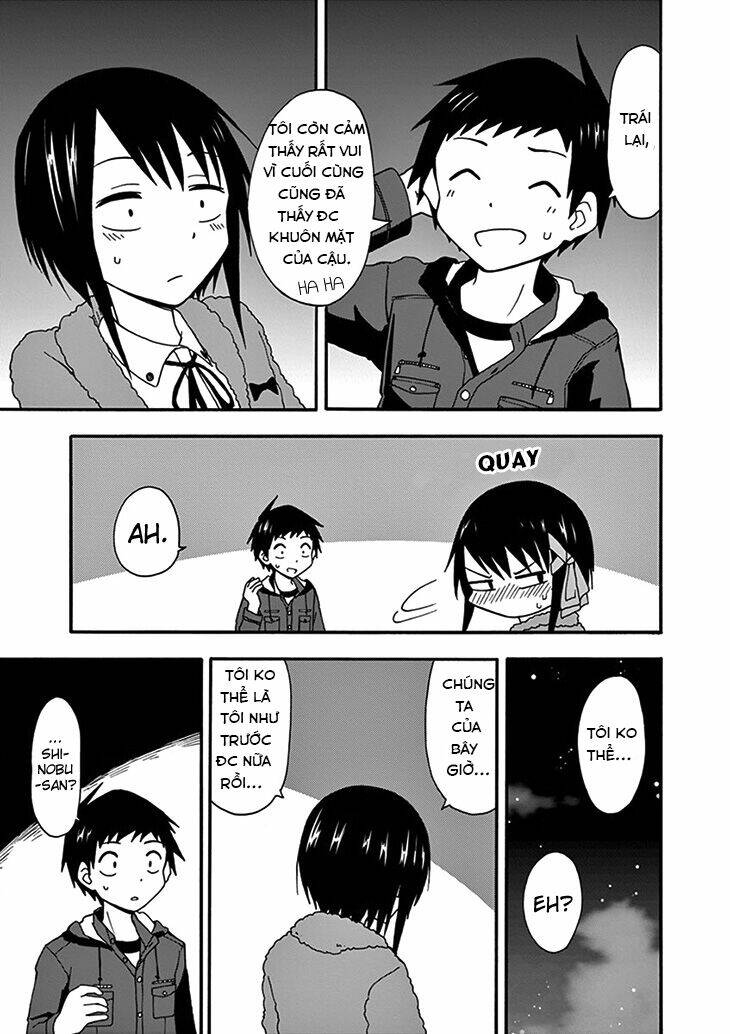 TRÁI
LẠI,
TÔI CÒN CẢM
THẤY RẤT VUI
VÌ CUỐI CÙNG
CŨNG ĐÃ
THẤY ĐC
KHUÔN MẶT
CỦA CẬU.
HA HA
QUAY
AH.
TÔI KO
THỂ...
EH?
CHÚNG
TA
CỦA
BÂY
GIỜ...
TÔI KO
THỂ LÀ
TÔI NHƯ
TRƯỚC
ĐC NỮA
RỒI...
...
SHI-
NOBU
-SAN?